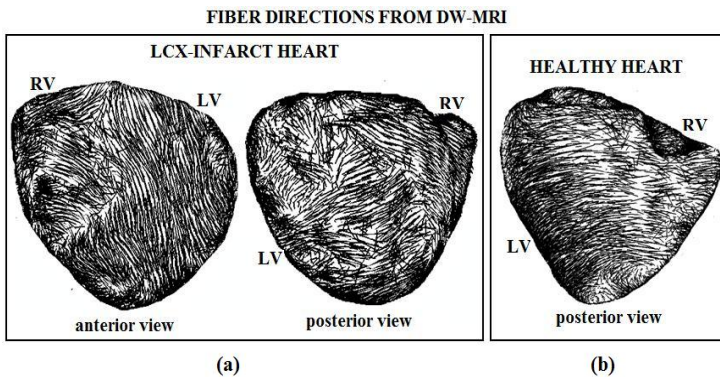 FIBER DIRECTIONS FROM DW-MRI
LCX-INFARCT HEART
RV
LV
anterior view
RV
LV
posterior view
HEALTHY HEART
RV
LV
posterior view
(a)
(b)